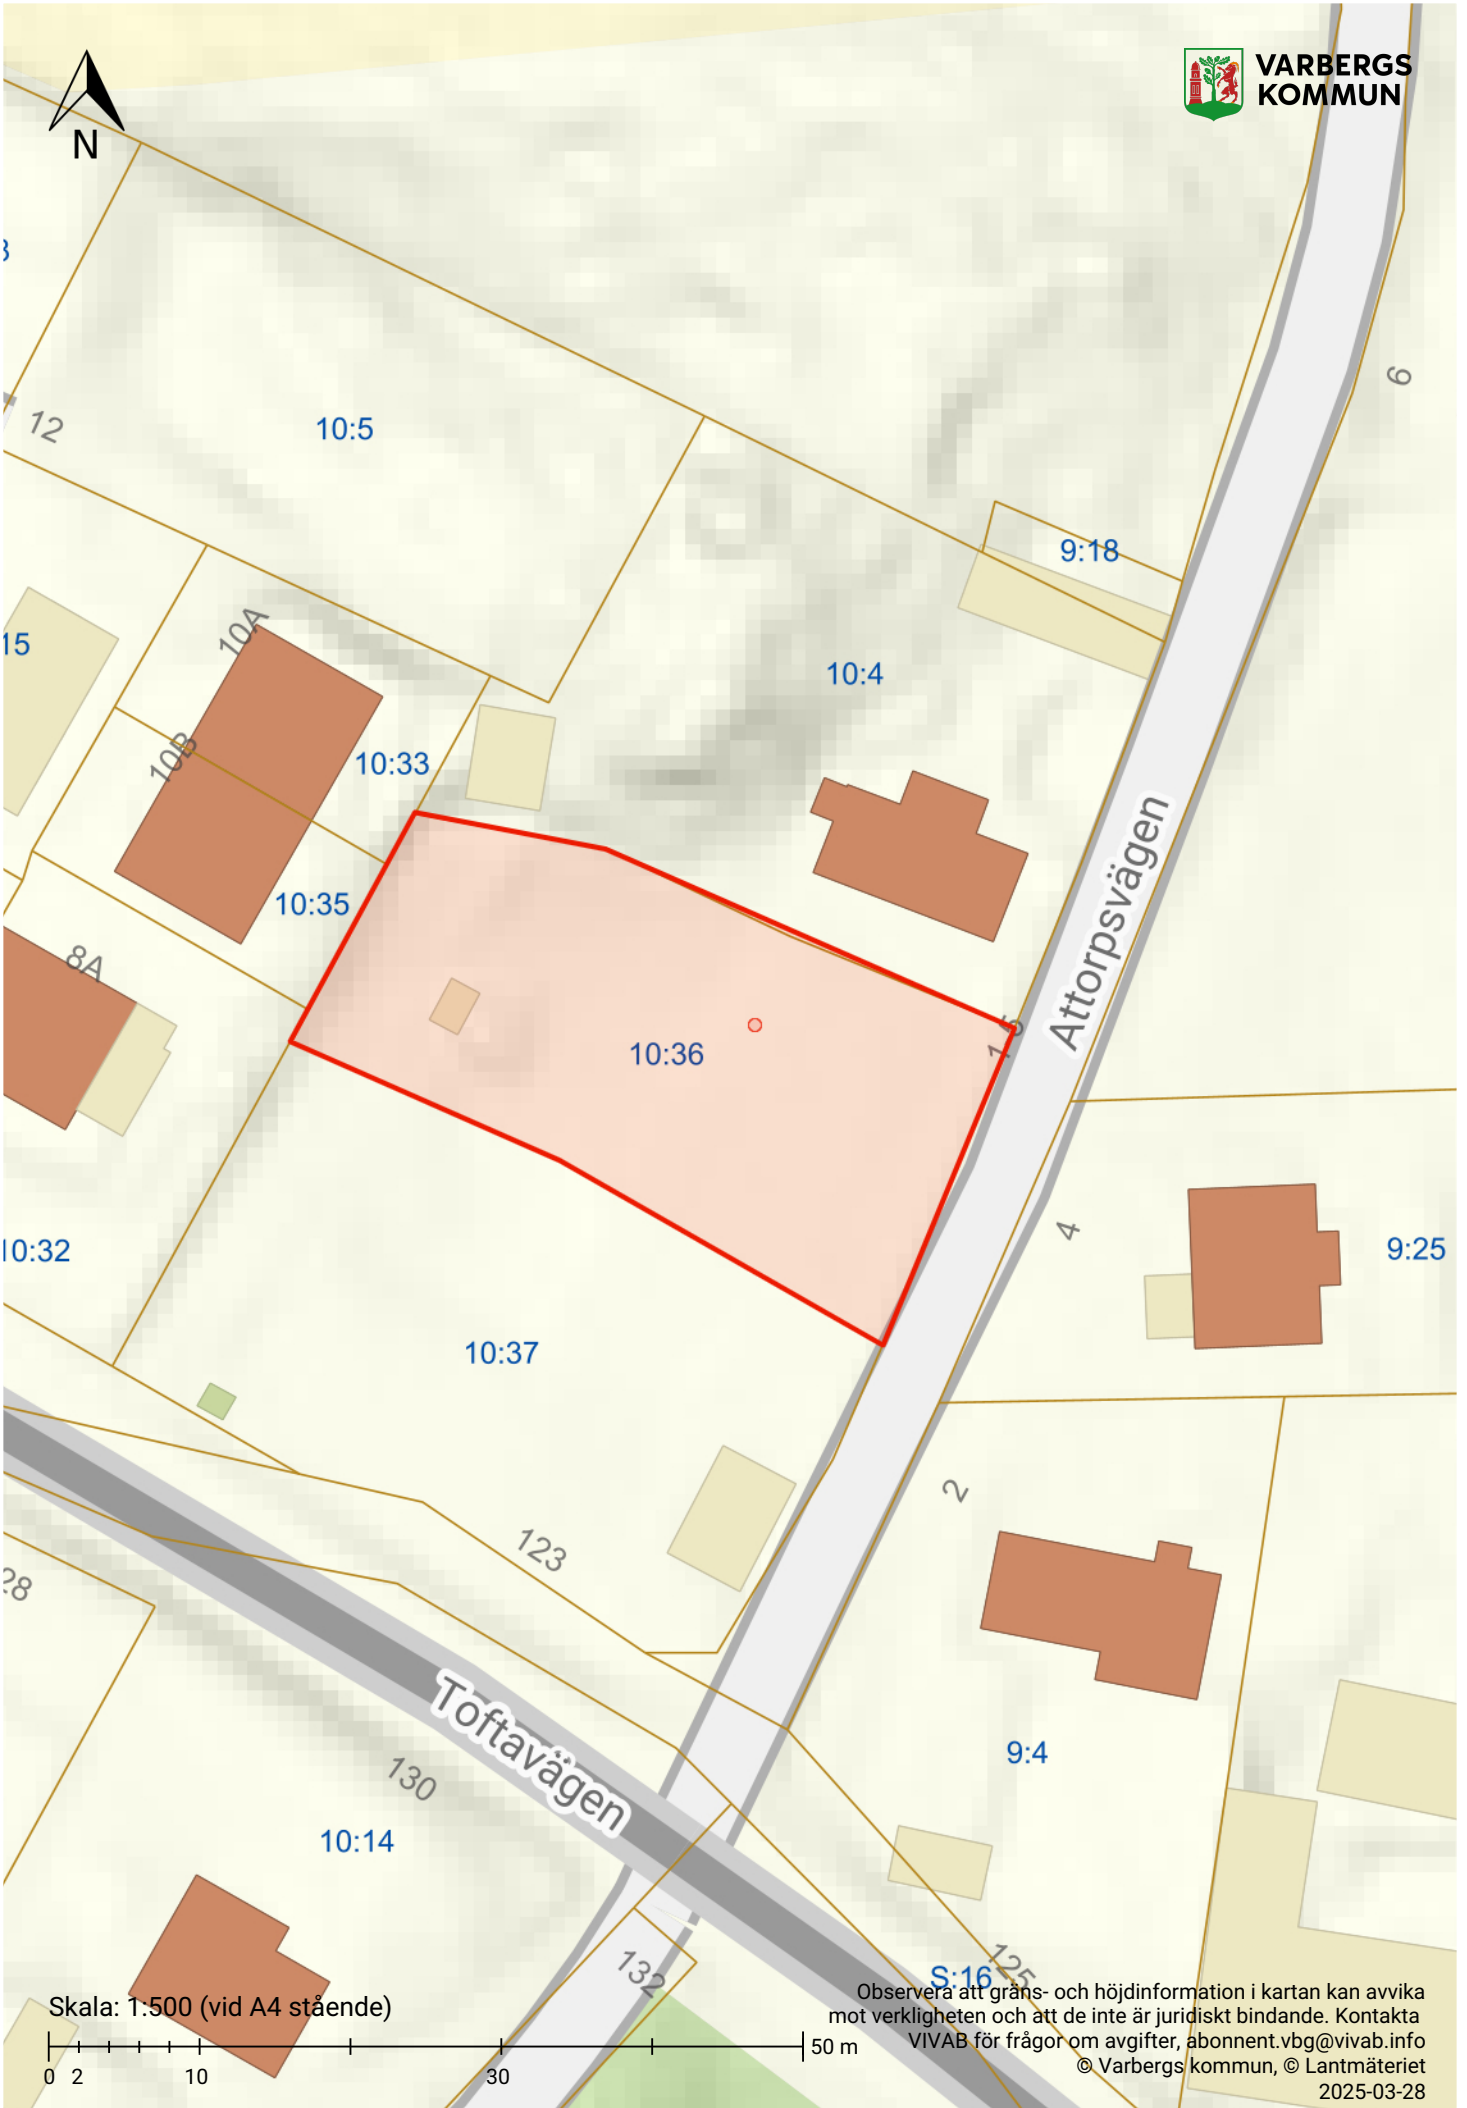 VARBERGS
KOMMUN
N
6
12
10:5
9:18
10A
15
10:4
10B
10:33
10:35
Attorpsvägen
8A
10:36
4
10:32
9:25
10:37
2
123
28
Toftavägen
9:4
130
10:14
132
125
S:16
Skala: 1:500 (vid A4 stående)
0 2 10 30 50 m
Observera att gräns- och höjdinformation i kartan kan avvika
mot verkligheten och att de inte är juridiskt bindande. Kontakta
VIVAB för frågor om avgifter, abonnent.vbg@vivab.info
© Varbergs kommun, © Lantmäteriet
2025-03-28